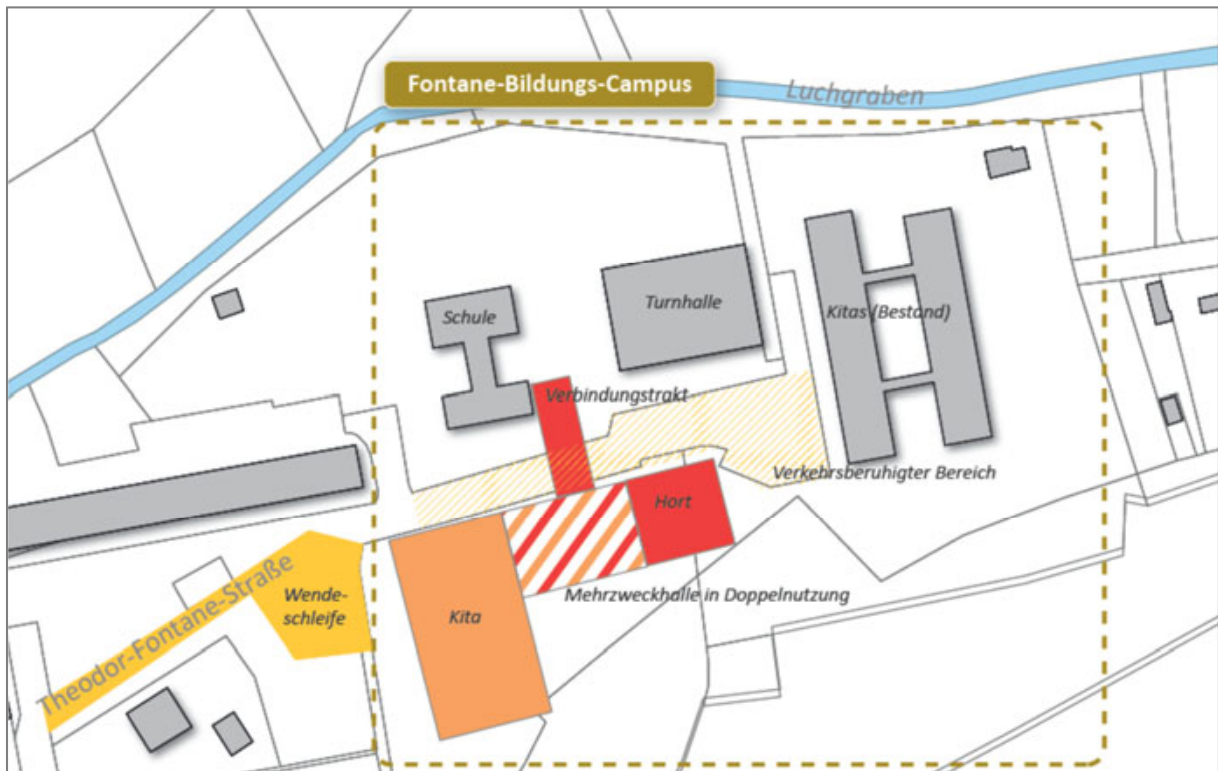 Fontane-Bildungs-Campus
Luchgraben
Schule
Turnhalle
Kitas (Bestand)
Verbindungstrakt
Verkehrsberuhigter Bereich
Hort
Mehrzweckhalle in Doppelnutzung
Kita
Wende-
schleife
Theodor-Fontane-Straße